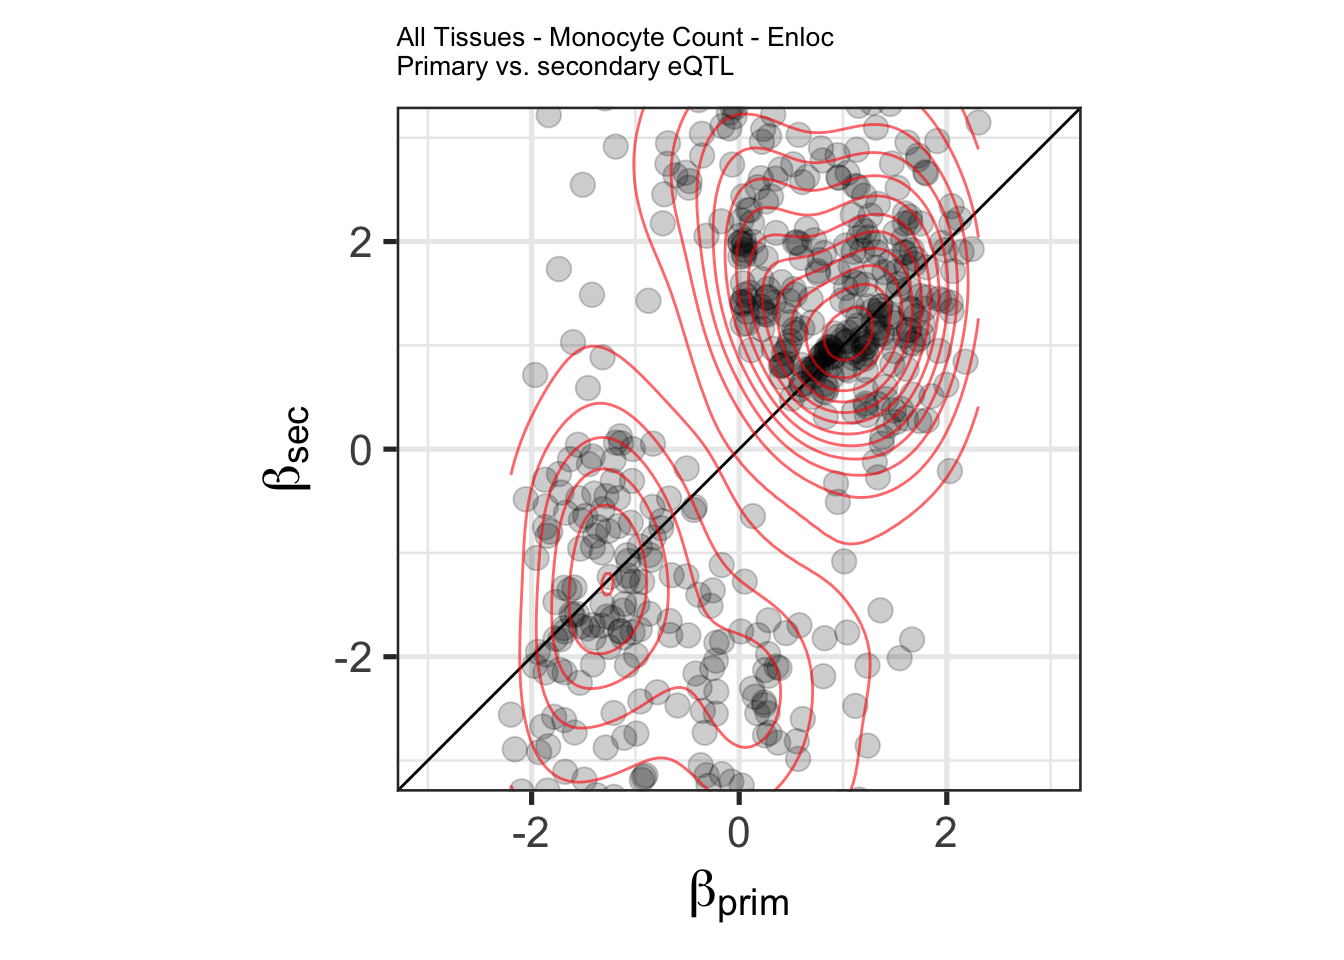 All Tissues - Monocyte Count - Enloc
Primary vs. secondary eQTL
2
0
-2
βsec
-2 0 2
βprim